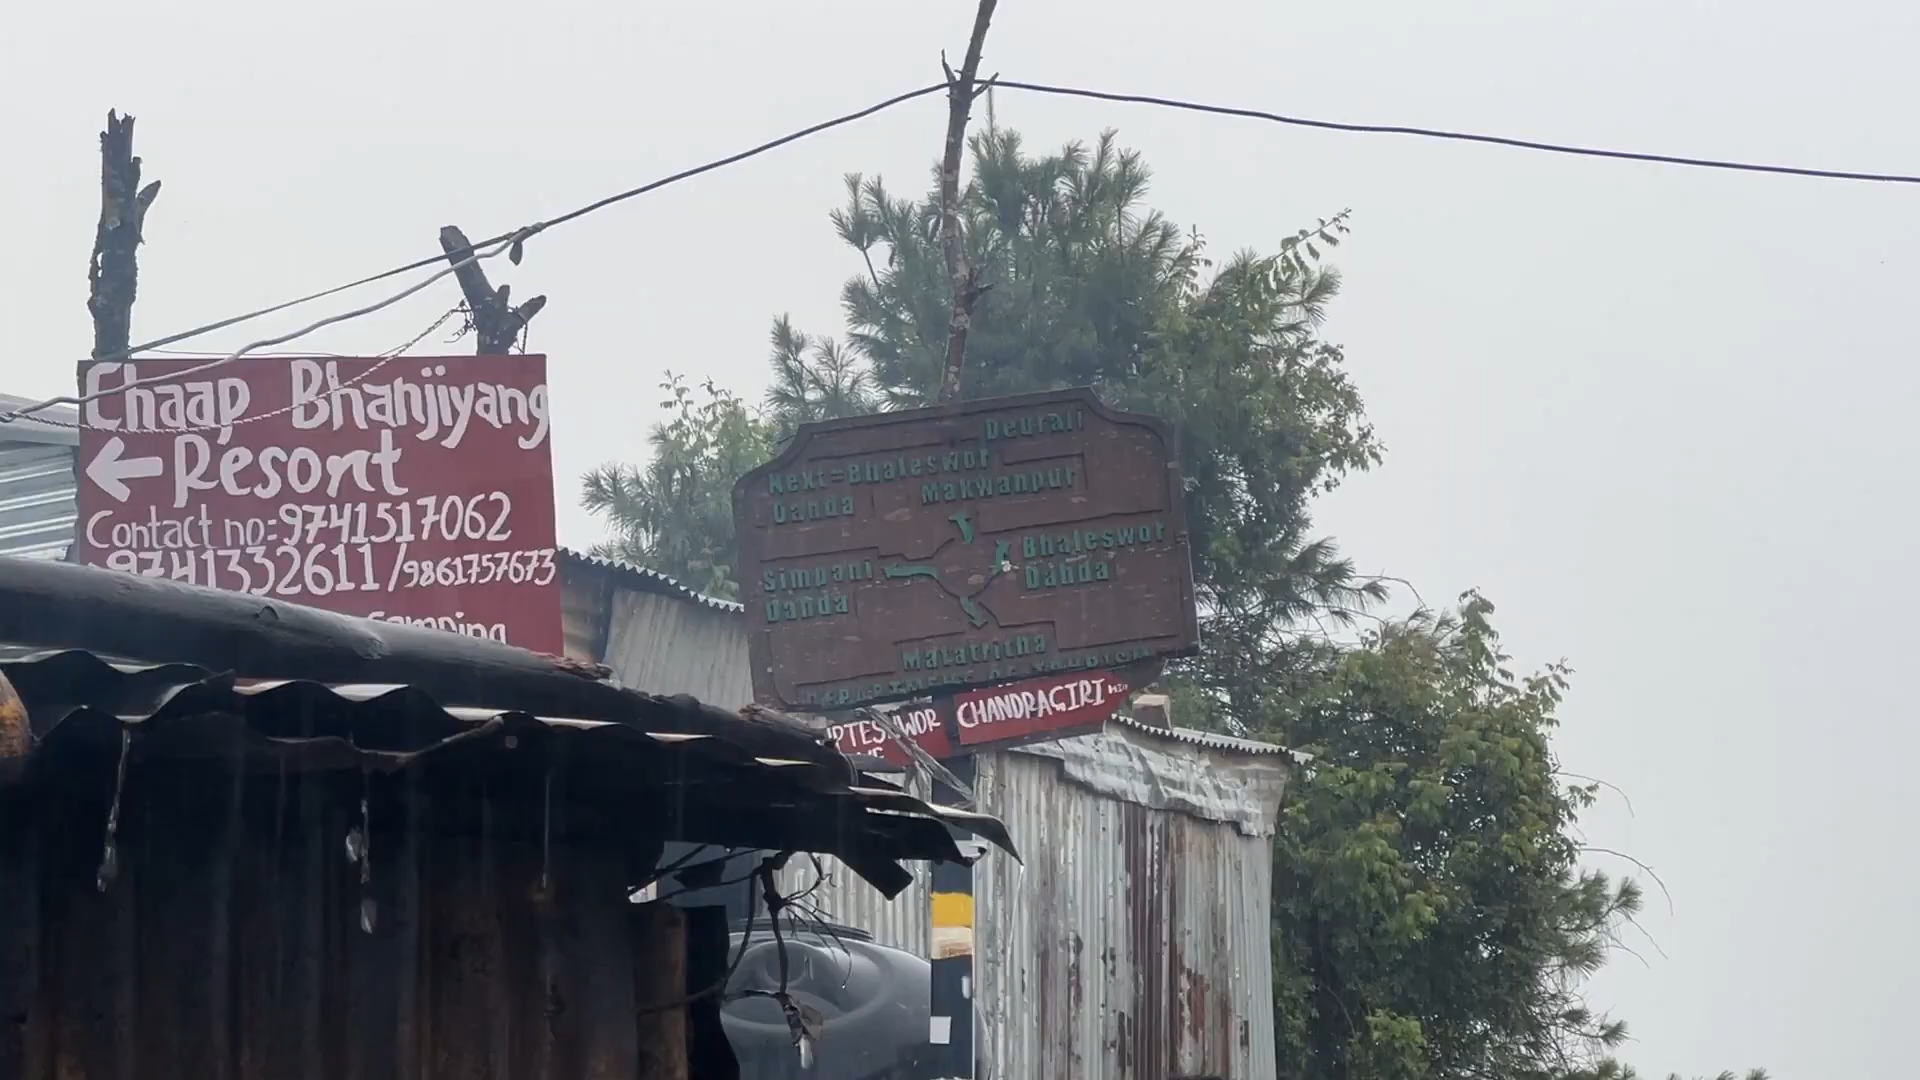 Chaap Bhanjiyang
Resort
Contact no:=9741517062
9741332611/9861757673
Camping
Deurali
Next=Bhaleswor
Danda
Makwanpur
Bhaleswor
Danda
Simpani
Danda
Matatirtha
CHANDRAGIRI